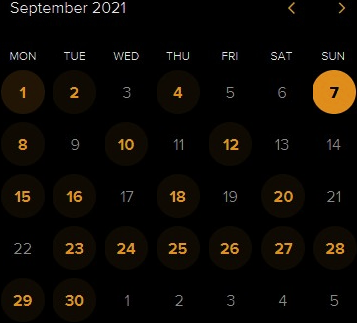 September 2021
MON TUE WED THU FRI SAT SUN
1 2 3 4 5 6 7
8 9 10 11 12 13 14
15 16 17 18 19 20 21
22 23 24 25 26 27 28
29 30 1 2 3 4 5